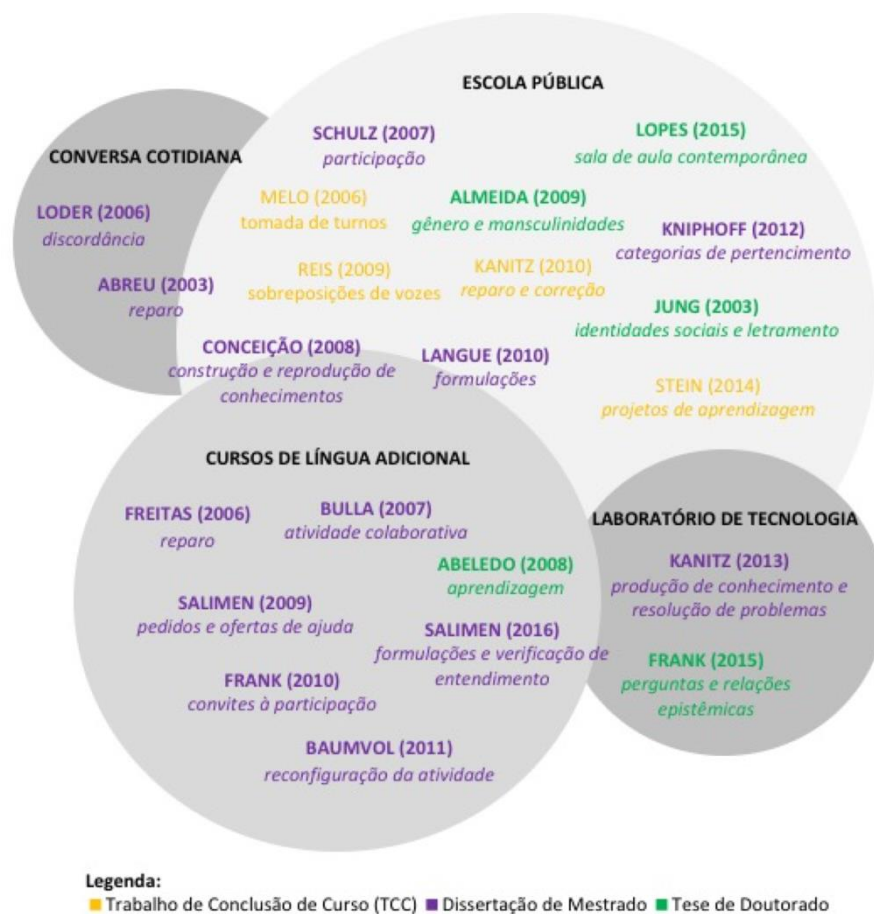 ESCOLA PÚBLICA
SCHULZ (2007)
participação
LOPES (2015)
sala de aula contemporânea
CONVERSA COTIDIANA
LODER (2006)
discordância
MELO (2006)
tomada de turnos
ALMEIDA (2009)
gênero e mansculinidades
KNIPHOFF (2012)
categorias de pertencimento
ABREU (2003)
reparo
REIS (2009)
sobreposições de vozes
KANITZ (2010)
reparo e correção
JUNG (2003)
identidades sociais e letramento
CONCEIÇÃO (2008)
construção e reprodução de
conhecimentos
LANGUE (2010)
formulações
STEIN (2014)
projetos de aprendizagem
CURSOS DE LÍNGUA ADICIONAL
FREITAS (2006)
reparo
BULLA (2007)
atividade colaborativa
ABELEDO (2008)
aprendizagem
SALIMEN (2009)
pedidos e ofertas de ajuda
SALIMEN (2016)
formulações e verificação de
entendimento
FRANK (2010)
convites à participação
BAUMVOL (2011)
reconfiguração da atividade
LABORATÓRIO DE TECNOLOGIA
KANITZ (2013)
produção de conhecimento e
resolução de problemas
FRANK (2015)
perguntas e relações
epistêmicas
Legenda:
Trabalho de Conclusão de Curso (TCC) Dissertação de Mestrado Tese de Doutorado